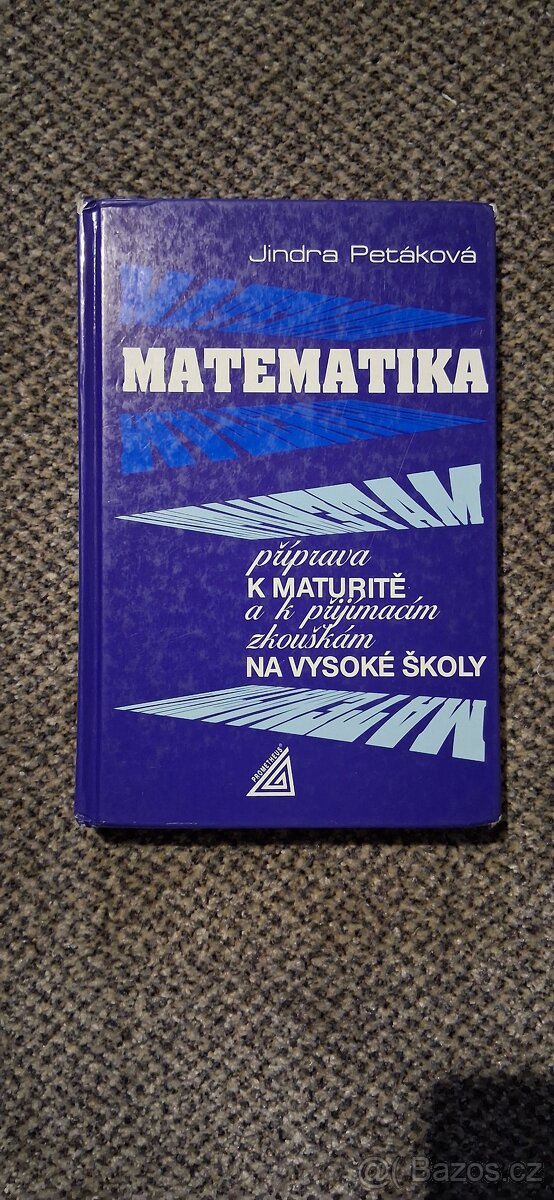 Jindra Petáková
MATEMATIKA
příprava
K MATURITĚ
a k přijímacím
zkouškám
NA VYSOKÉ ŠKOLY
PROMETHEUS®
@( Bazos.cz